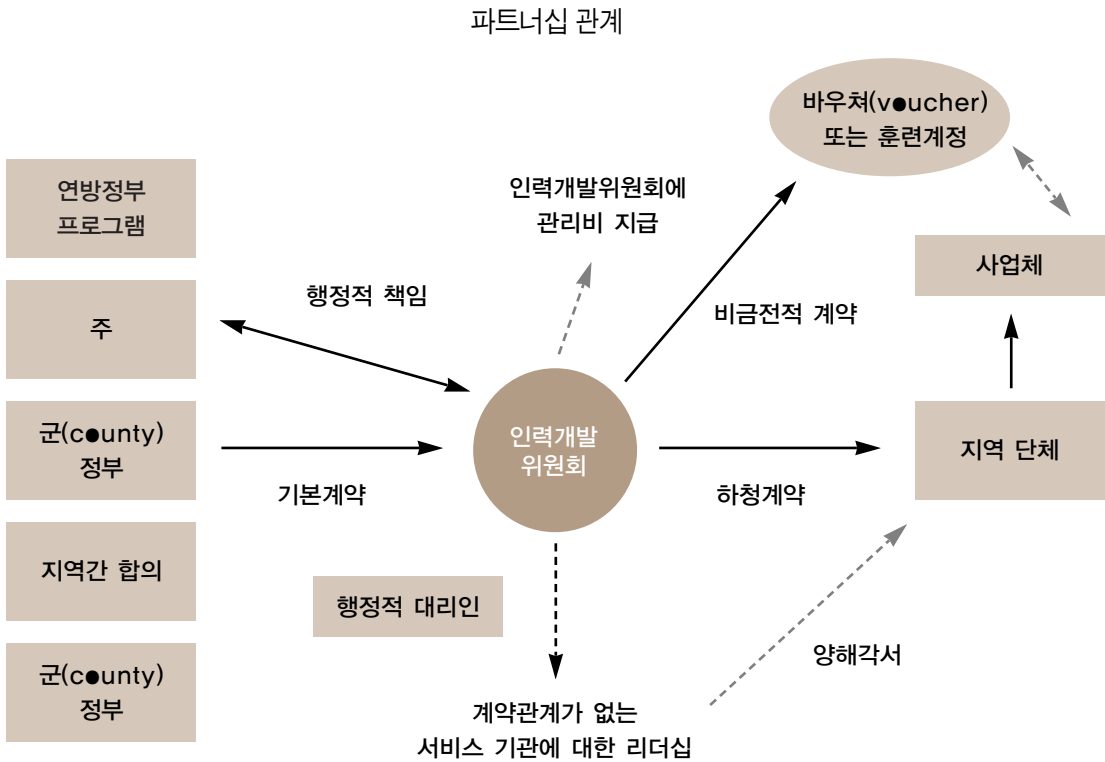 파트너십 관계
바우쳐(v●ucher)
또는 훈련계정
연방정부
프로그램
인력개발위원회에
관리비 지급
사업체
행정적 책임
주
비금전적 계약
군(c●unty)
정부
인력개발
위원회
지역 단체
기본계약
하청계약
지역간 합의
행정적 대리인
양해각서
군(c●unty)
정부
계약관계가 없는
서비스 기관에 대한 리더십